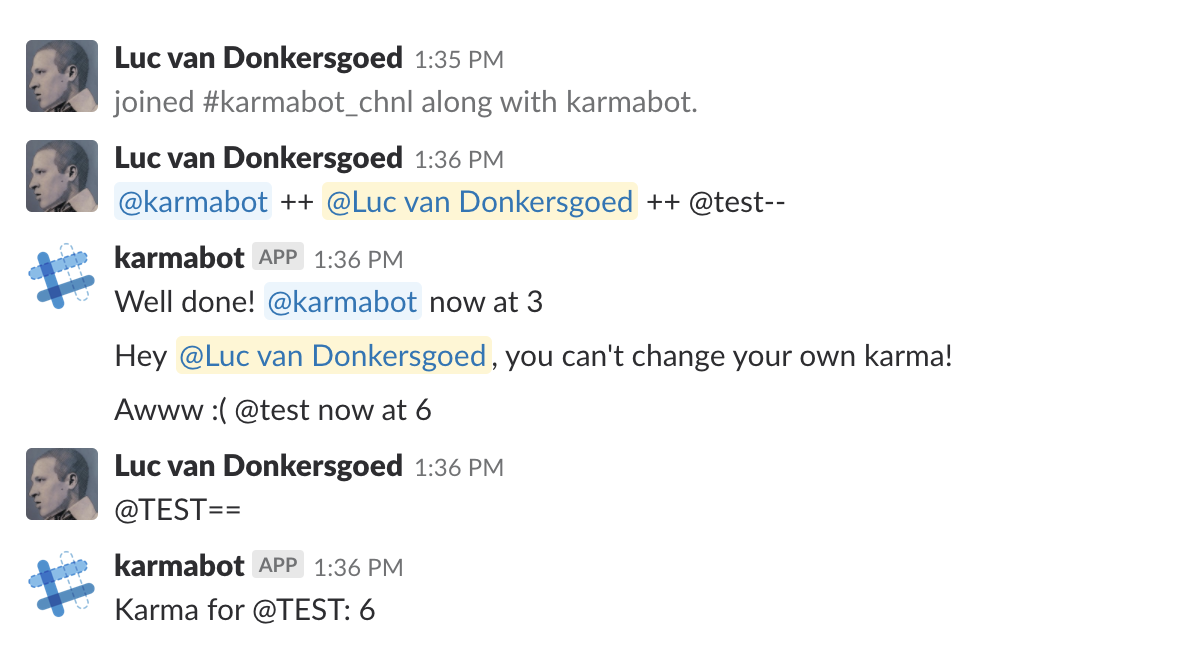 Luc van Donkersgoed 1:35 PM
joined #karmabot_chnl along with karmabot.
Luc van Donkersgoed 1:36 PM
@karmabot ++ @Luc van Donkersgoed ++ @test--
karmabot APP 1:36 PM
Well done! @karmabot now at 3
Hey @Luc van Donkersgoed, you can't change your own karma!
Awww :( @test now at 6
Luc van Donkersgoed 1:36 PM
@TEST==
karmabot APP 1:36 PM
Karma for @TEST: 6